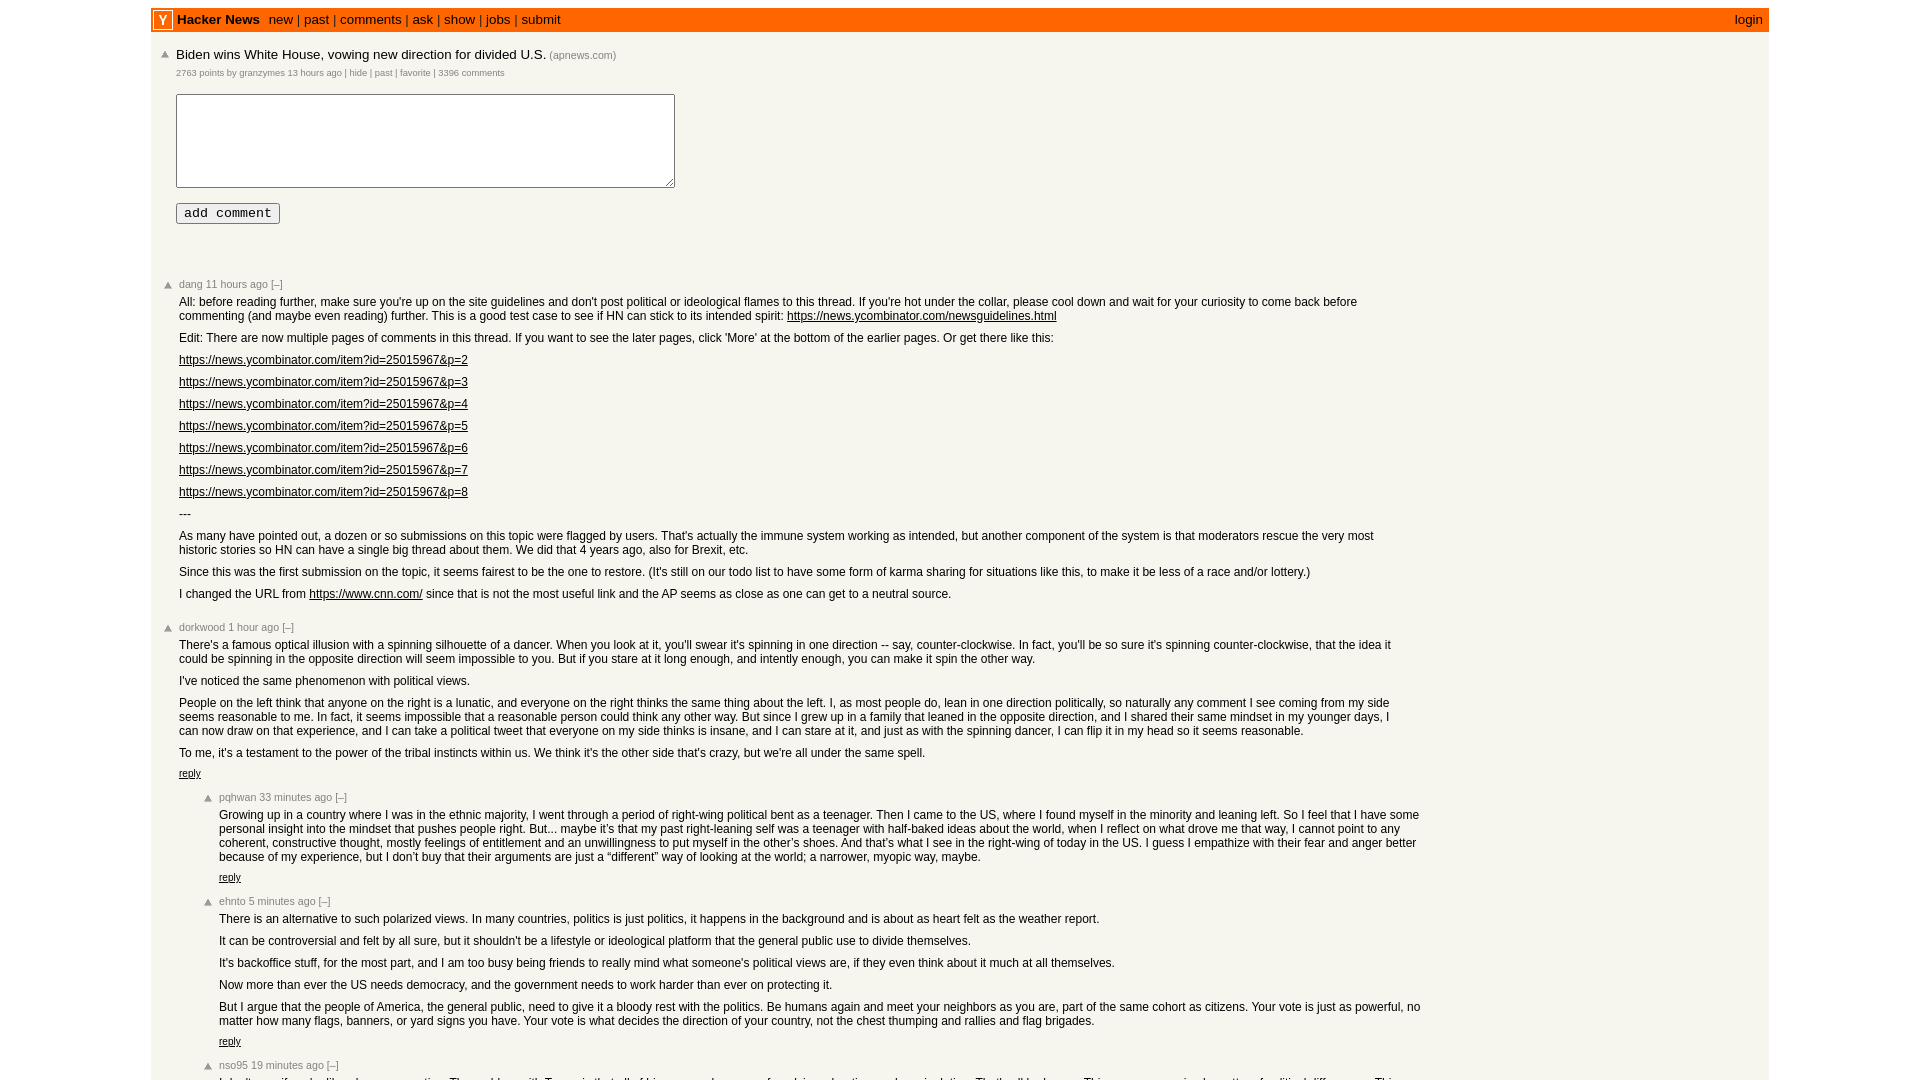 Y Hacker News new | past | comments | ask | show | jobs | submit login
Biden wins White House, vowing new direction for divided U.S. (apnews.com)
2763 points by granzymes 13 hours ago | hide | past | favorite | 3396 comments
add comment
dang 11 hours ago [–]
All: before reading further, make sure you're up on the site guidelines and don't post political or ideological flames to this thread. If you're hot under the collar, please cool down and wait for your curiosity to come back before
commenting (and maybe even reading) further. This is a good test case to see if HN can stick to its intended spirit: https://news.ycombinator.com/newsguidelines.html
Edit: There are now multiple pages of comments in this thread. If you want to see the later pages, click 'More' at the bottom of the earlier pages. Or get there like this:
https://news.ycombinator.com/item?id=25015967&p=2
https://news.ycombinator.com/item?id=25015967&p=3
https://news.ycombinator.com/item?id=25015967&p=4
https://news.ycombinator.com/item?id=25015967&p=5
https://news.ycombinator.com/item?id=25015967&p=6
https://news.ycombinator.com/item?id=25015967&p=7
https://news.ycombinator.com/item?id=25015967&p=8
---
As many have pointed out, a dozen or so submissions on this topic were flagged by users. That's actually the immune system working as intended, but another component of the system is that moderators rescue the very most
historic stories so HN can have a single big thread about them. We did that 4 years ago, also for Brexit, etc.
Since this was the first submission on the topic, it seems fairest to be the one to restore. (It's still on our todo list to have some form of karma sharing for situations like this, to make it be less of a race and/or lottery.)
I changed the URL from https://www.cnn.com/ since that is not the most useful link and the AP seems as close as one can get to a neutral source.
dorkwood 1 hour ago [–]
There's a famous optical illusion with a spinning silhouette of a dancer. When you look at it, you'll swear it's spinning in one direction -- say, counter-clockwise. In fact, you'll be so sure it's spinning counter-clockwise, that the idea it
could be spinning in the opposite direction will seem impossible to you. But if you stare at it long enough, and intently enough, you can make it spin the other way.
I've noticed the same phenomenon with political views.
People on the left think that anyone on the right is a lunatic, and everyone on the right thinks the same thing about the left. I, as most people do, lean in one direction politically, so naturally any comment I see coming from my side
seems reasonable to me. In fact, it seems impossible that a reasonable person could think any other way. But since I grew up in a family that leaned in the opposite direction, and I shared their same mindset in my younger days, I
can now draw on that experience, and I can take a political tweet that everyone on my side thinks is insane, and I can stare at it, and just as with the spinning dancer, I can flip it in my head so it seems reasonable.
To me, it's a testament to the power of the tribal instincts within us. We think it's the other side that's crazy, but we're all under the same spell.
reply
pqhwan 33 minutes ago [–]
Growing up in a country where I was in the ethnic majority, I went through a period of right-wing political bent as a teenager. Then I came to the US, where I found myself in the minority and leaning left. So I feel that I have some
personal insight into the mindset that pushes people right. But... maybe it’s that my past right-leaning self was a teenager with half-baked ideas about the world, when I reflect on what drove me that way, I cannot point to any
coherent, constructive thought, mostly feelings of entitlement and an unwillingness to put myself in the other’s shoes. And that’s what I see in the right-wing of today in the US. I guess I empathize with their fear and anger better
because of my experience, but I don’t buy that their arguments are just a “different” way of looking at the world; a narrower, myopic way, maybe.
reply
ehnto 5 minutes ago [–]
There is an alternative to such polarized views. In many countries, politics is just politics, it happens in the background and is about as heart felt as the weather report.
It can be controversial and felt by all sure, but it shouldn't be a lifestyle or ideological platform that the general public use to divide themselves.
It's backoffice stuff, for the most part, and I am too busy being friends to really mind what someone's political views are, if they even think about it much at all themselves.
Now more than ever the US needs democracy, and the government needs to work harder than ever on protecting it.
But I argue that the people of America, the general public, need to give it a bloody rest with the politics. Be humans again and meet your neighbors as you are, part of the same cohort as citizens. Your vote is just as powerful, no
matter how many flags, banners, or yard signs you have. Your vote is what decides the direction of your country, not the chest thumping and rallies and flag brigades.
reply
nso95 19 minutes ago [–]